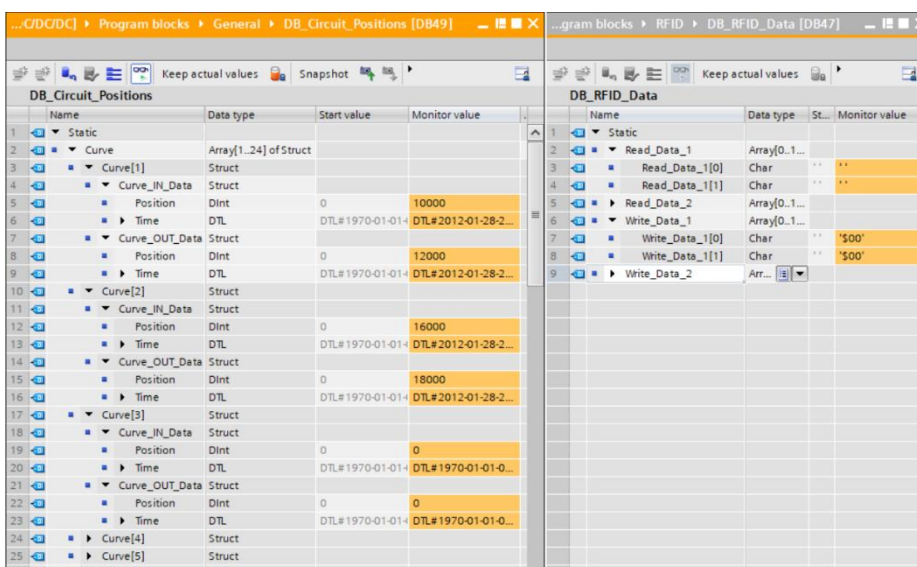 ...C/DC/DC] ▸ Program blocks ▸ General ▸ DB_Circuit_Positions [DB49]
Keep actual values Snapshot
DB_Circuit_Positions
Name Data type Start value Monitor value
1 Static
2 Curve Array[1..24] of Struct
3 Curve[1] Struct
4 Curve_IN_Data Struct
5 Position DInt 0 10000
6 Time DTL DTL#1970-01-01- DTL#2012-01-28-2...
7 Curve_OUT_Data Struct
8 Position DInt 0 12000
9 Time DTL DTL#1970-01-01- DTL#2012-01-28-2...
10 Curve[2] Struct
11 Curve_IN_Data Struct
12 Position DInt 0 16000
13 Time DTL DTL#1970-01-01- DTL#2012-01-28-2...
14 Curve_OUT_Data Struct
15 Position DInt 0 18000
16 Time DTL DTL#1970-01-01- DTL#2012-01-28-2...
17 Curve[3] Struct
18 Curve_IN_Data Struct
19 Position DInt 0 0
20 Time DTL DTL#1970-01-01- DTL#1970-01-01-0...
21 Curve_OUT_Data Struct
22 Position DInt 0 0
23 Time DTL DTL#1970-01-01- DTL#1970-01-01-0...
24 Curve[4] Struct
25 Curve[5] Struct
...gram blocks ▸ RFID ▸ DB_RFID_Data [DB47]
Keep actual values
DB_RFID_Data
Name Data type St... Monitor value
1 Static
2 Read_Data_1 Array[0..1...
3 Read_Data_1[0] Char ' ' ' '
4 Read_Data_1[1] Char ' ' ' '
5 Read_Data_2 Array[0..1...
6 Write_Data_1 Array[0..1...
7 Write_Data_1[0] Char ' ' '$00'
8 Write_Data_1[1] Char ' ' '$00'
9 Write_Data_2 Arr...